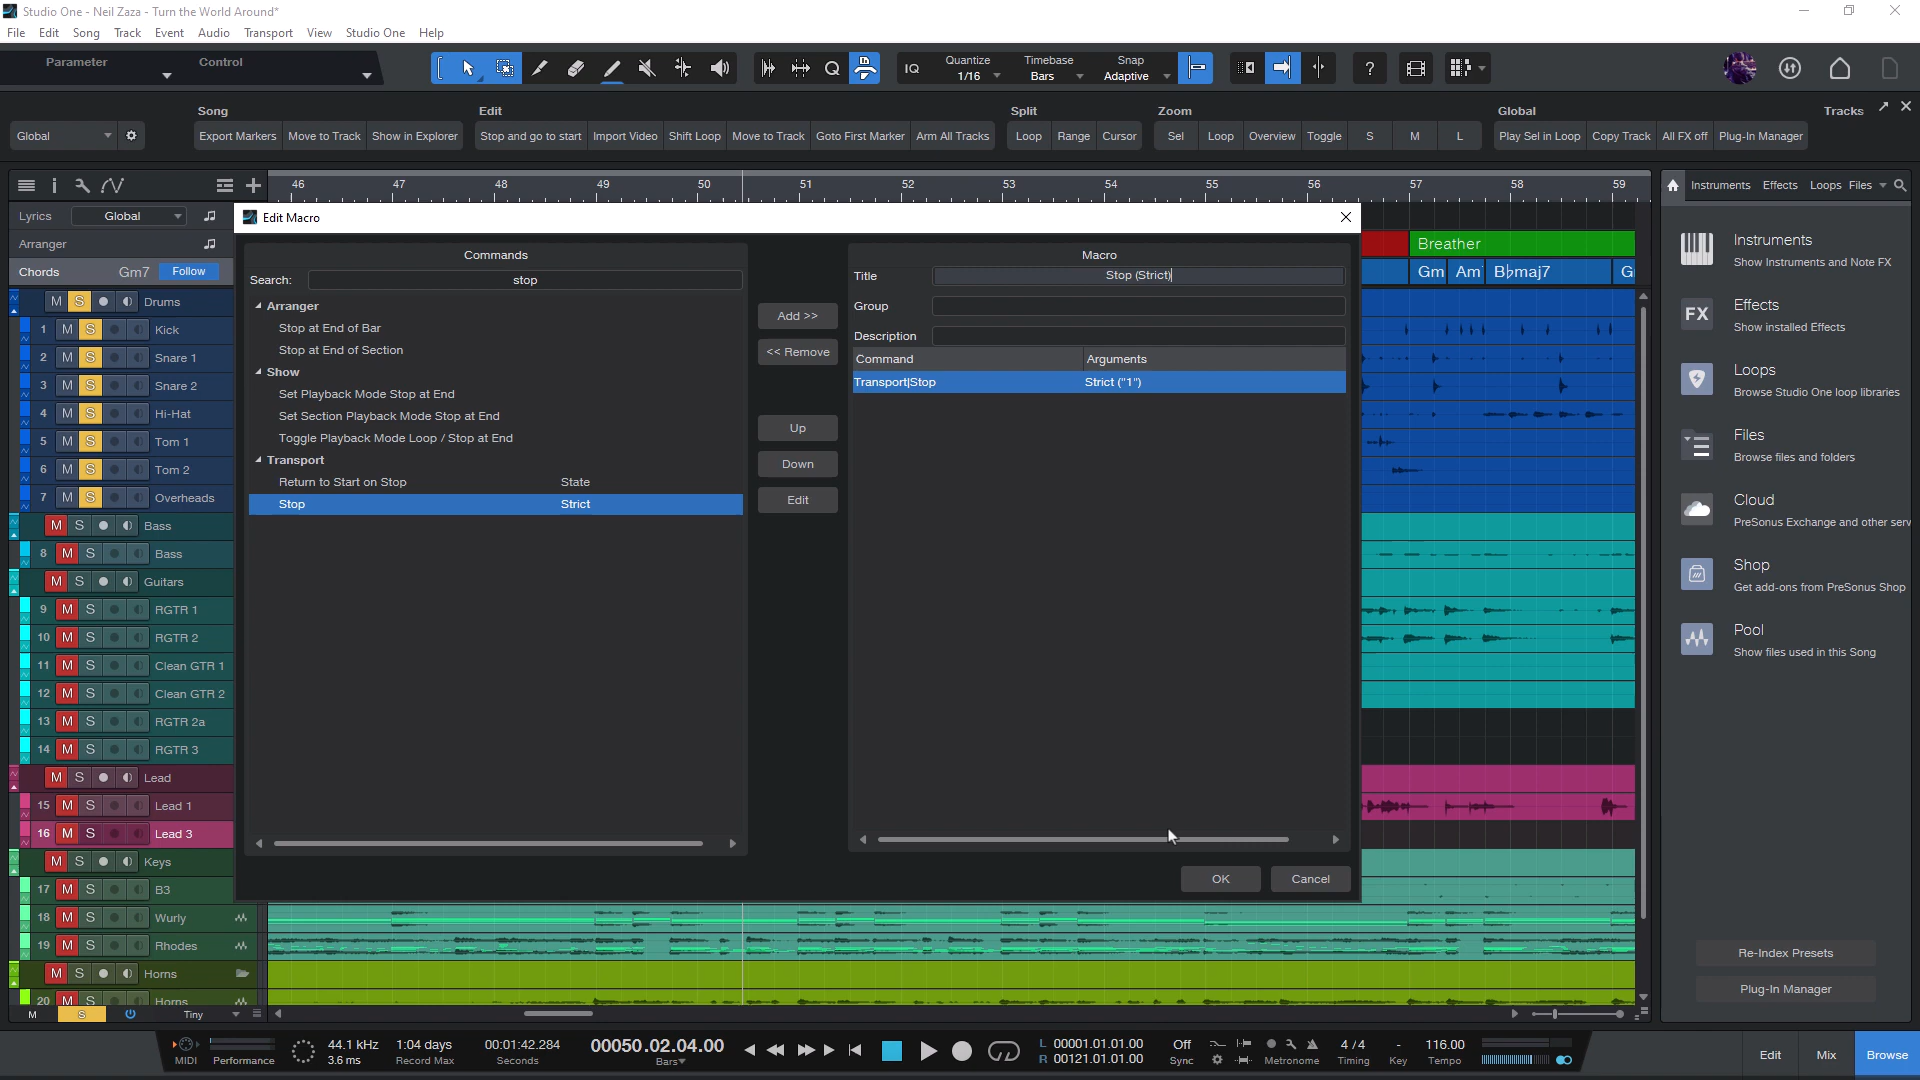 Studio One - Neil Zaza - Turn the World Around*
File Edit Song Track Event Audio Transport View Studio One Help
Parameter Control
IQ Quantize 1/16 Timebase Bars Snap Adaptive ?
Song Edit Split Zoom Global Tracks
Global Export Markers Move to Track Show in Explorer Stop and go to start Import Video Shift Loop Move to Track Goto First Marker Arm All Tracks Loop Range Cursor Sel Loop Overview Toggle S M L Play Sel in Loop Copy Track All FX off Plug-In Manager
46 47 48 49 50 51 52 53 54 55 56 57 58 59
Instruments Effects Loops Files
Lyrics Global
Arranger
Chords Gm7 Follow
Breather
Gm Am B♭maj7 G
M S Drums
1 M S Kick
2 M S Snare 1
3 M S Snare 2
4 M S Hi-Hat
5 M S Tom 1
6 M S Tom 2
7 M S Overheads
M S Bass
8 M S Bass
M S Guitars
9 M S RGTR 1
10 M S RGTR 2
11 M S Clean GTR 1
12 M S Clean GTR 2
13 M S RGTR 2a
14 M S RGTR 3
M S Lead
15 M S Lead 1
16 M S Lead 3
M S Keys
17 M S B3
18 M S Wurly
19 M S Rhodes
M S Horns
20 M S Horns
M S Tiny
Edit Macro
Commands
Search: stop
Arranger
Stop at End of Bar
Stop at End of Section
Show
Set Playback Mode Stop at End
Set Section Playback Mode Stop at End
Toggle Playback Mode Loop / Stop at End
Transport
Return to Start on Stop State
Stop Strict
Add >>
<< Remove
Up
Down
Edit
Macro
Title Stop (Strict)
Group
Description
Command Arguments
Transport|Stop Strict ("1")
OK Cancel
Instruments
Show Instruments and Note FX
FX Effects
Show installed Effects
Loops
Browse Studio One loop libraries
Files
Browse files and folders
Cloud
PreSonus Exchange and other serv
Shop
Get add-ons from PreSonus Shop
Pool
Show files used in this Song
Re-Index Presets
Plug-In Manager
MIDI Performance
44.1 kHz
3.6 ms
1:04 days
Record Max
00:01:42.284
Seconds
00050.02.04.00
Bars
L 00001.01.01.00
R 00121.01.01.00
Off
Sync
Metronome
4 / 4
Timing
-
Key
116.00
Tempo
Edit Mix Browse